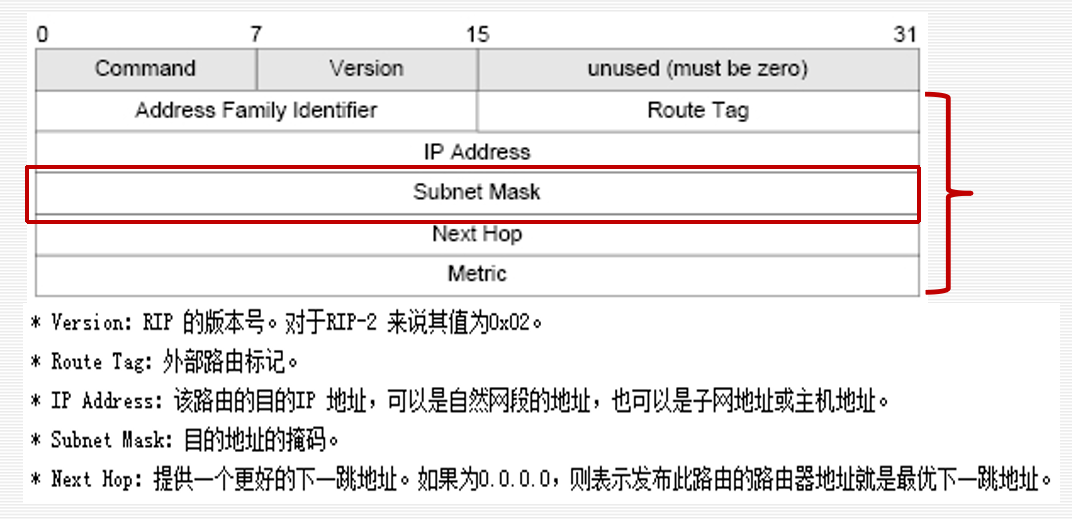 0 7 15 31
Command Version unused (must be zero)
Address Family Identifier Route Tag
IP Address
Subnet Mask
Next Hop
Metric
* Version: RIP 的版本号。对于RIP-2 来说其值为0x02。
* Route Tag: 外部路由标记。
* IP Address: 该路由的目的IP 地址，可以是自然网段的地址，也可以是子网地址或主机地址。
* Subnet Mask: 目的地址的掩码。
* Next Hop: 提供一个更好的下一跳地址。如果为0.0.0.0，则表示发布此路由的路由器地址就是最优下一跳地址。